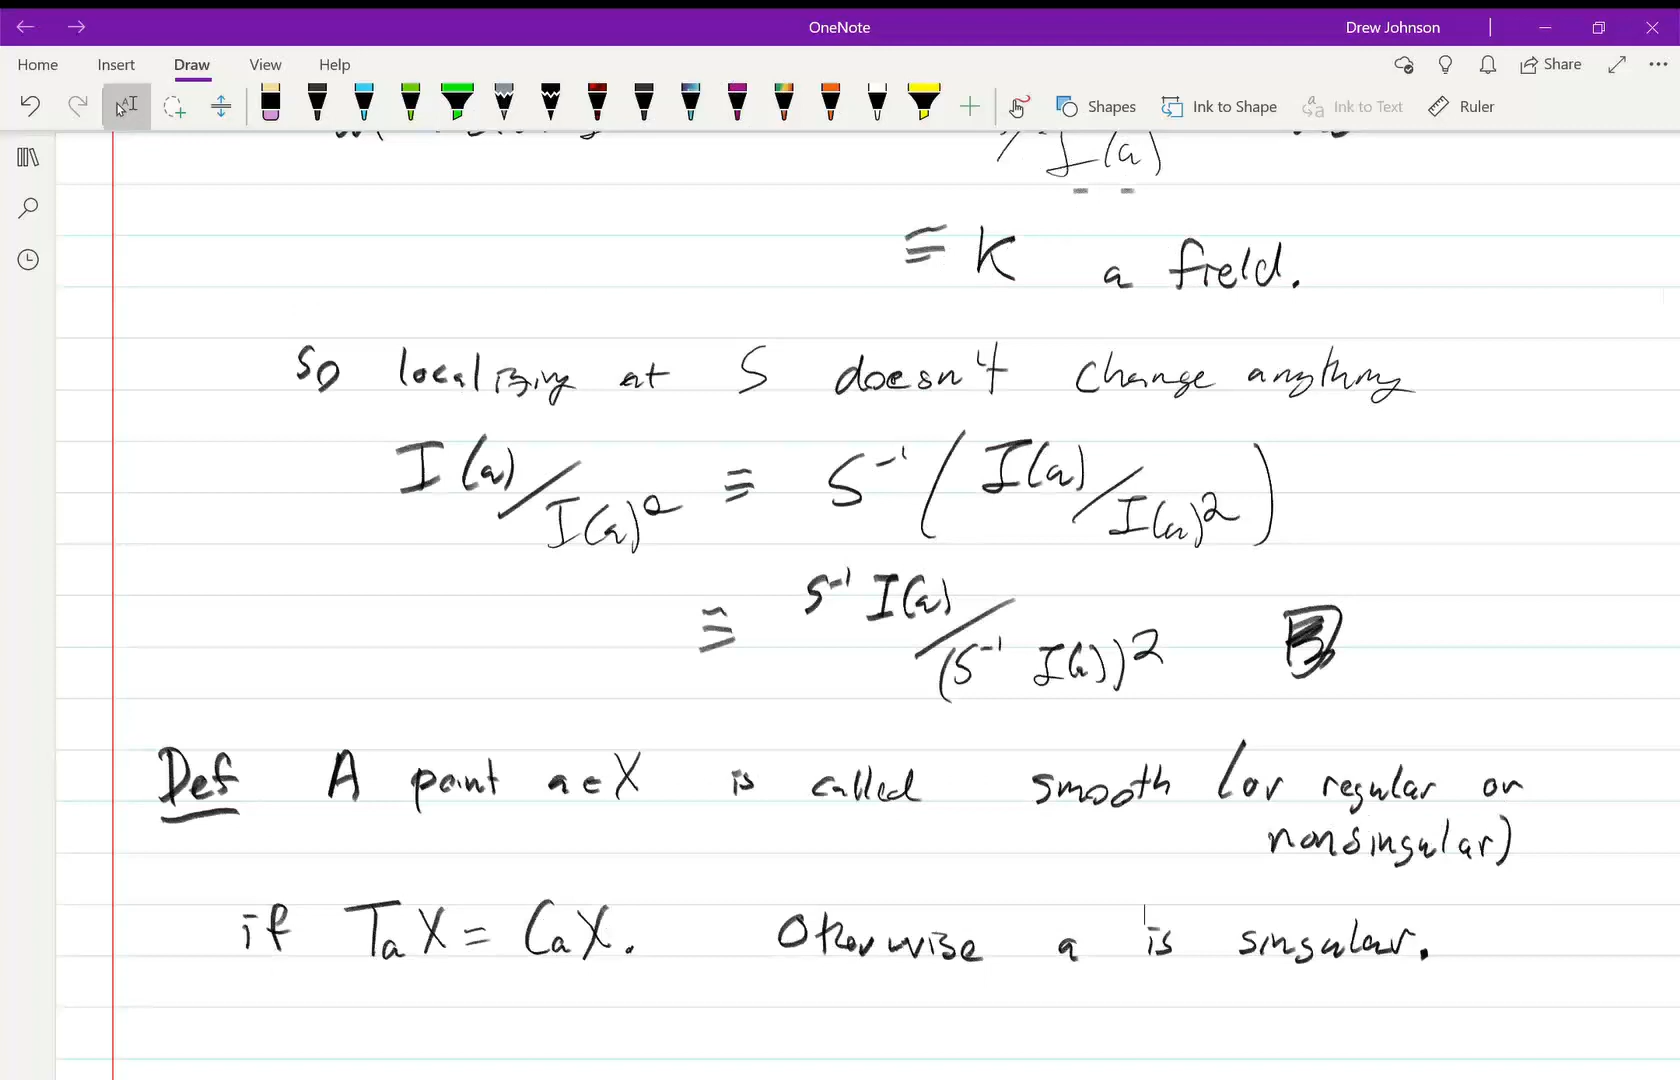 OneNote
Drew Johnson
Home Insert Draw View Help
Share
Shapes Ink to Shape Ink to Text Ruler
I(a)
≅ K a field.
So localizing at S doesn't change anything
I(a)/I(a)² ≅ S⁻¹(I(a)/I(a)²)
≅ S⁻¹ I(a)/(S⁻¹ I(a))²
Def A point a∈X is called smooth (or regular or
nonsingular)
if TₐX = CₐX. Otherwise a is singular.